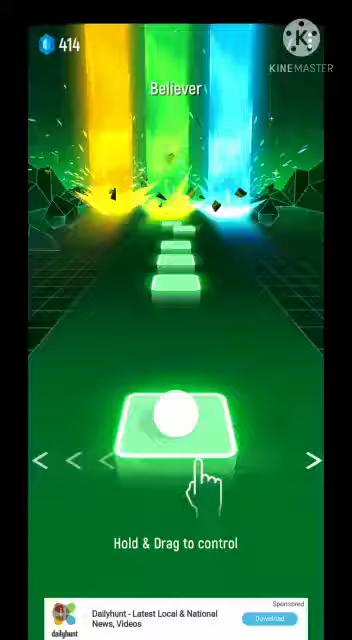 414
KINEMASTER
Believer
Hold & Drag to control
Sponsored
Dailyhunt - Latest Local & National
News, Videos
Download
dailyhunt